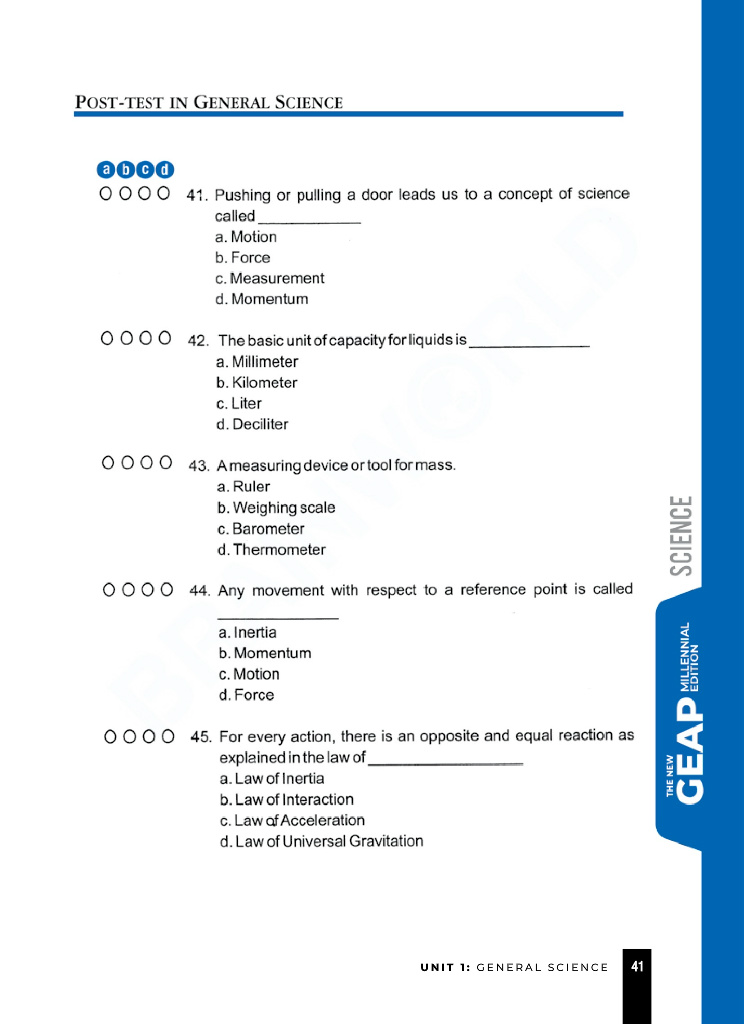 POST-TEST IN GENERAL SCIENCE
a b c d
41. Pushing or pulling a door leads us to a concept of science
called ____________
a. Motion
b. Force
c. Measurement
d. Momentum
42. The basic unit of capacity for liquids is ______________
a. Millimeter
b. Kilometer
c. Liter
d. Deciliter
43. A measuring device or tool for mass.
a. Ruler
b. Weighing scale
c. Barometer
d. Thermometer
44. Any movement with respect to a reference point is called
______________
a. Inertia
b. Momentum
c. Motion
d. Force
45. For every action, there is an opposite and equal reaction as
explained in the law of __________________
a. Law of Inertia
b. Law of Interaction
c. Law of Acceleration
d. Law of Universal Gravitation
SCIENCE
THE NEW
GEAP
MILLENNIAL
EDITION
BRAINWORLD
UNIT 1: GENERAL SCIENCE
41